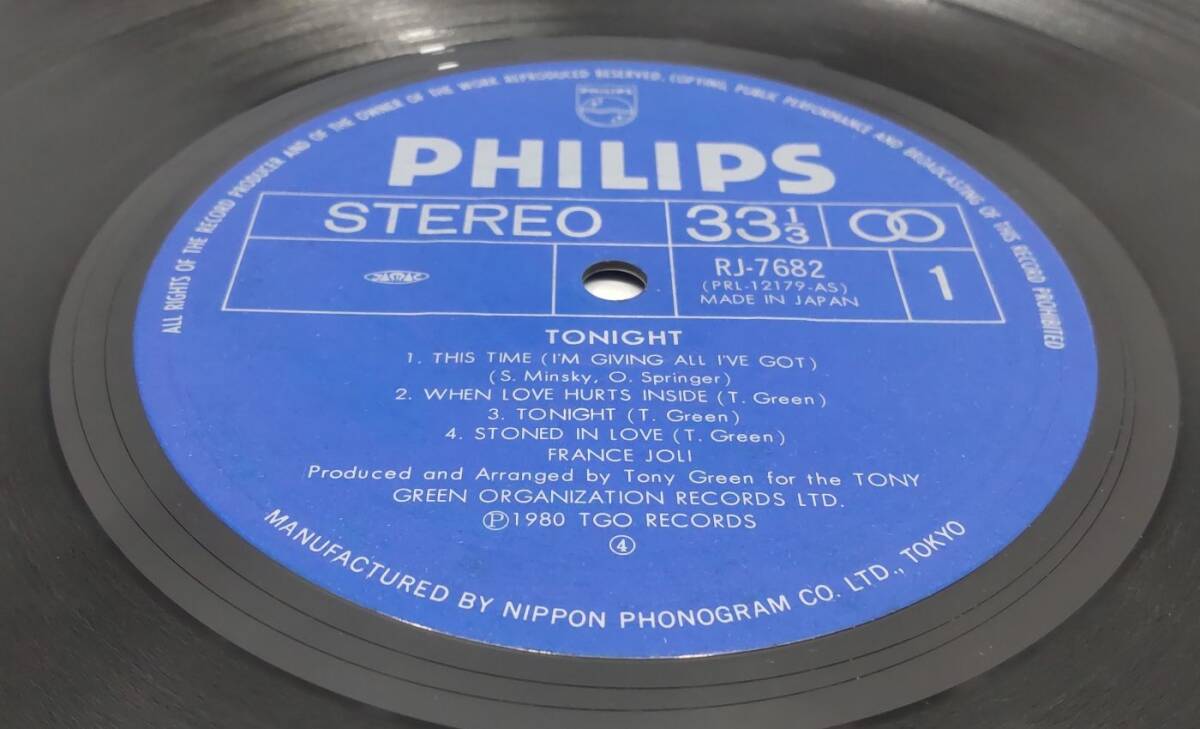 ALL RIGHTS OF THE RECORD PRODUCER AND OF THE OWNER OF THE WORK REPRODUCED RESERVED. COPYING, PUBLIC PERFORMANCE AND BROADCASTING OF THIS RECORD PROHIBITED
PHILIPS
PHILIPS
STEREO 33 1/3
JASRAC RJ-7682 1
(PRL-12179-AS)
MADE IN JAPAN
TONIGHT
1. THIS TIME (I'M GIVING ALL I'VE GOT)
(S. Minsky, O. Springer)
2. WHEN LOVE HURTS INSIDE (T. Green)
3. TONIGHT (T. Green)
4. STONED IN LOVE (T. Green)
FRANCE JOLI
Produced and Arranged by Tony Green for the TONY
GREEN ORGANIZATION RECORDS LTD.
Ⓟ1980 TGO RECORDS
④
MANUFACTURED BY NIPPON PHONOGRAM CO. LTD., TOKYO